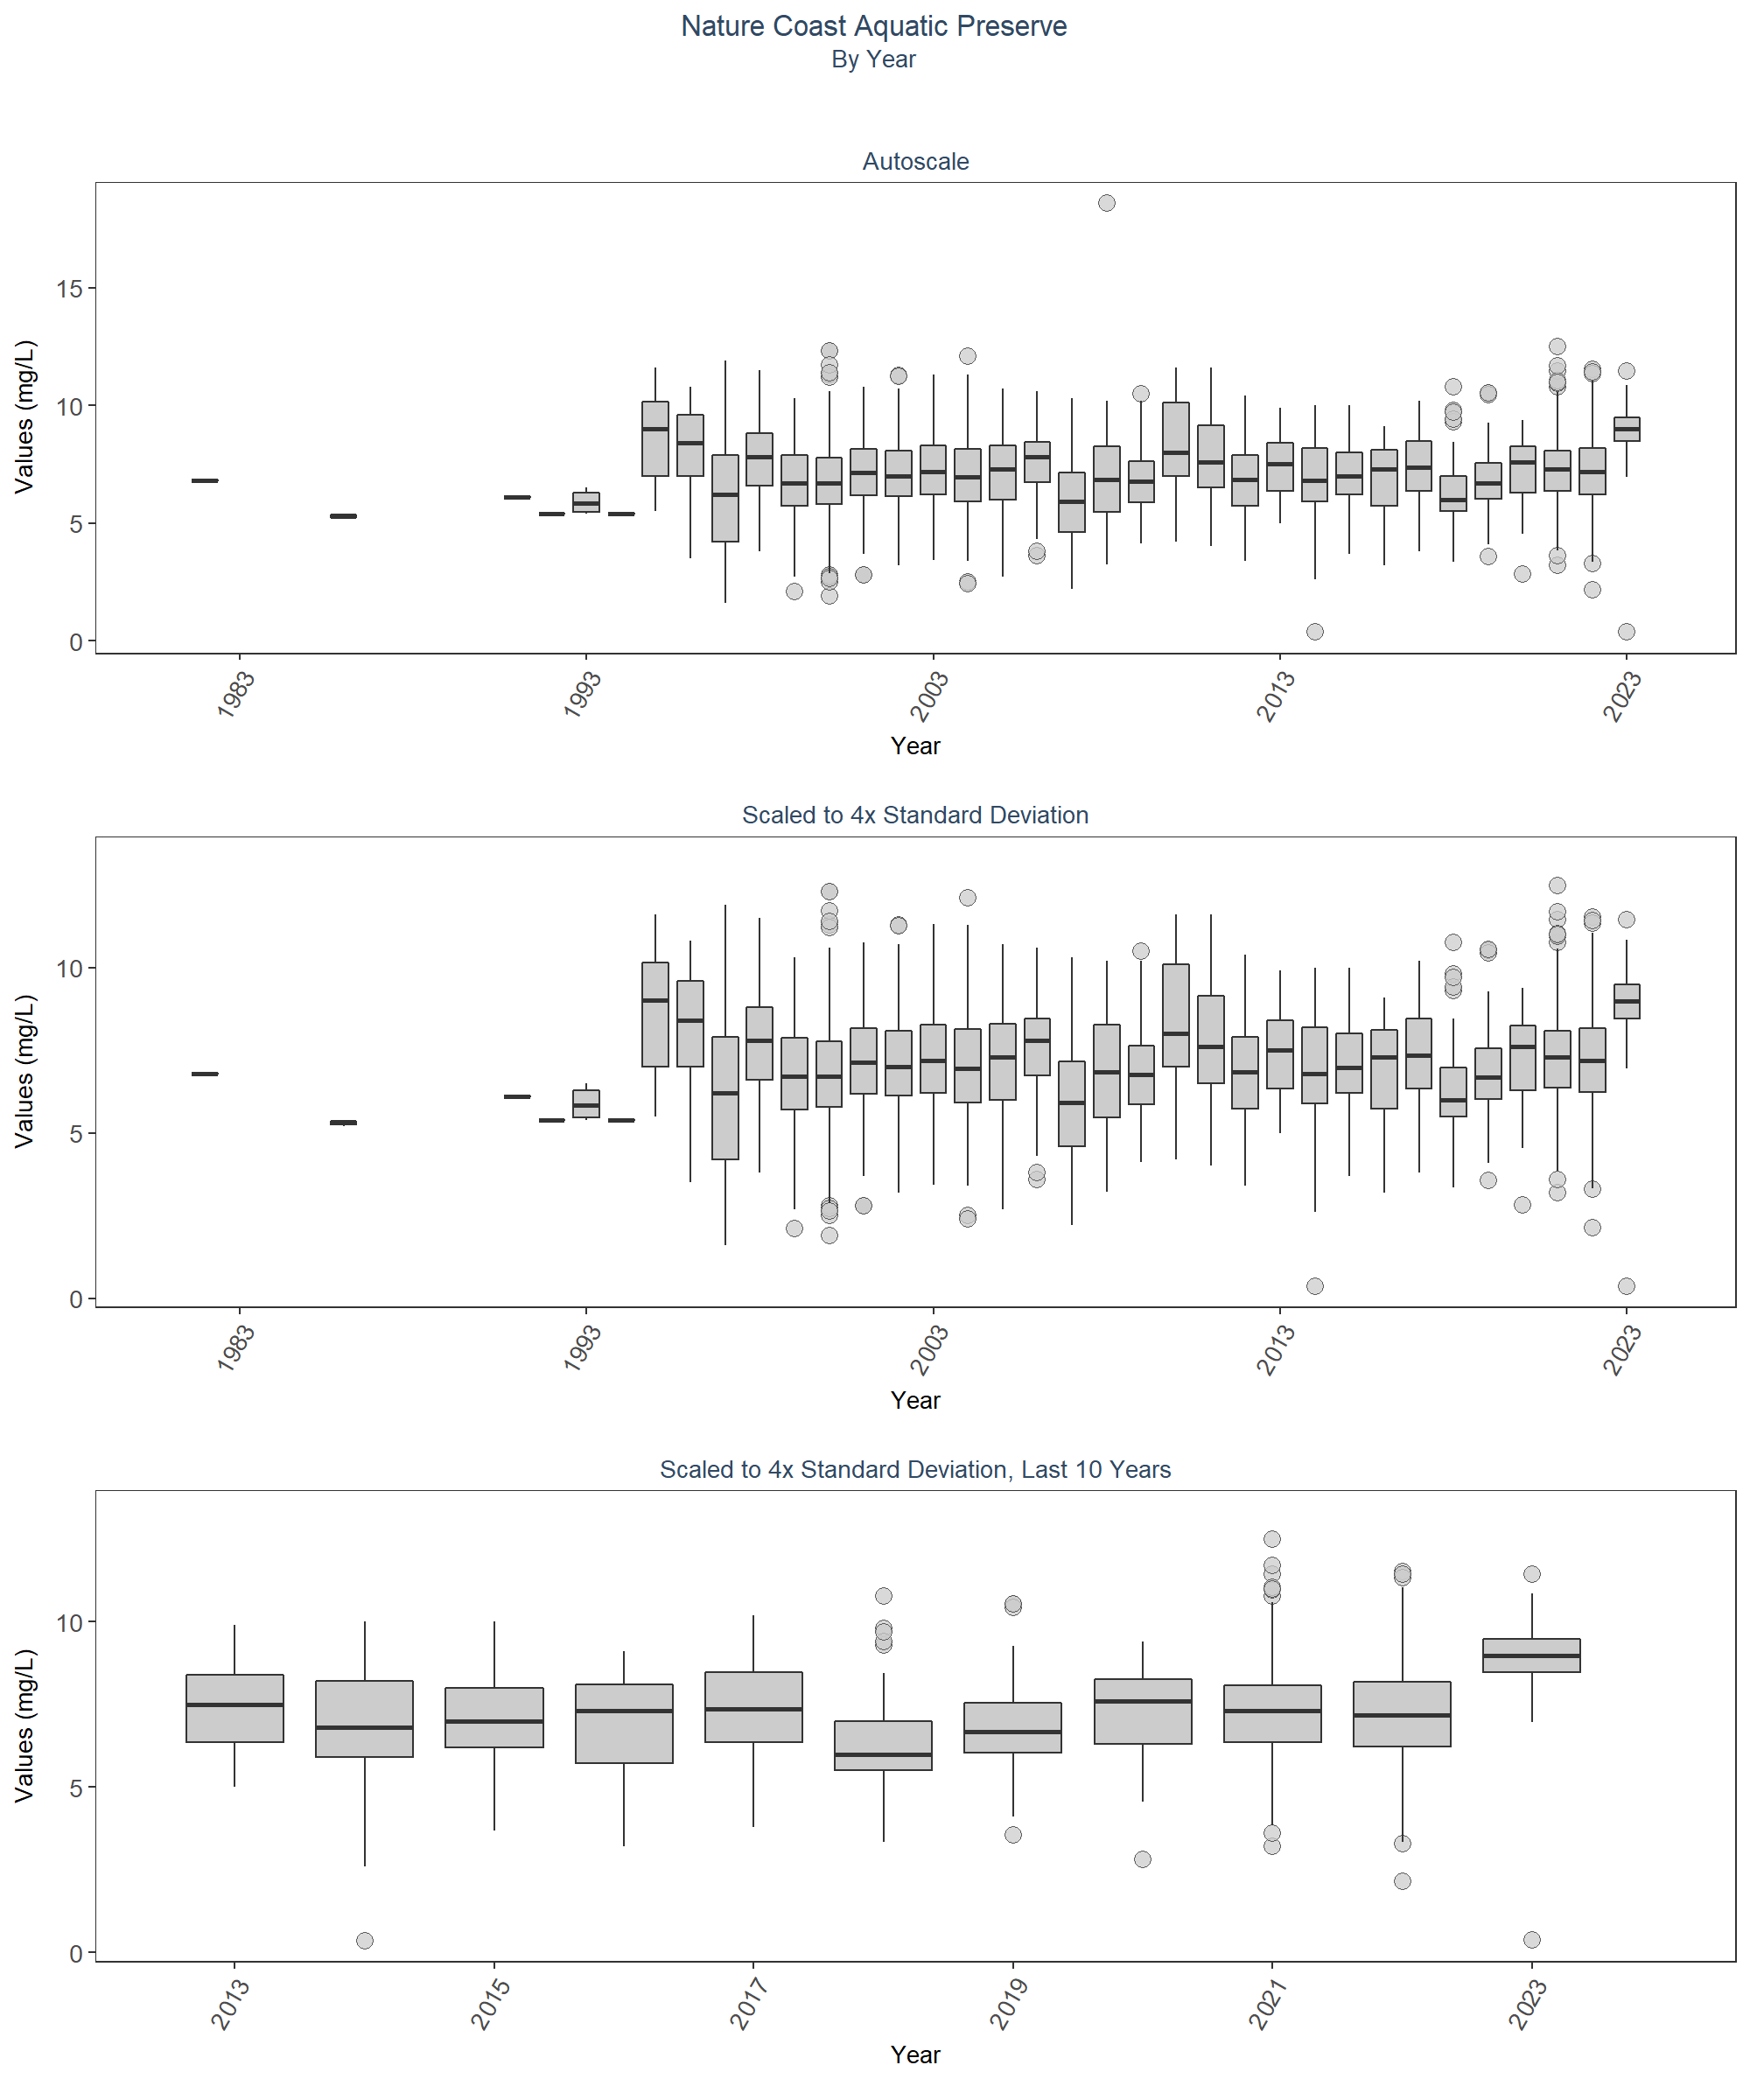 Nature Coast Aquatic Preserve
By Year
Autoscale
Values (mg/L)
15
10
5
0
1983
1993
2003
2013
2023
Year
Scaled to 4x Standard Deviation
Values (mg/L)
10
5
0
1983
1993
2003
2013
2023
Year
Scaled to 4x Standard Deviation, Last 10 Years
Values (mg/L)
10
5
0
2013
2015
2017
2019
2021
2023
Year